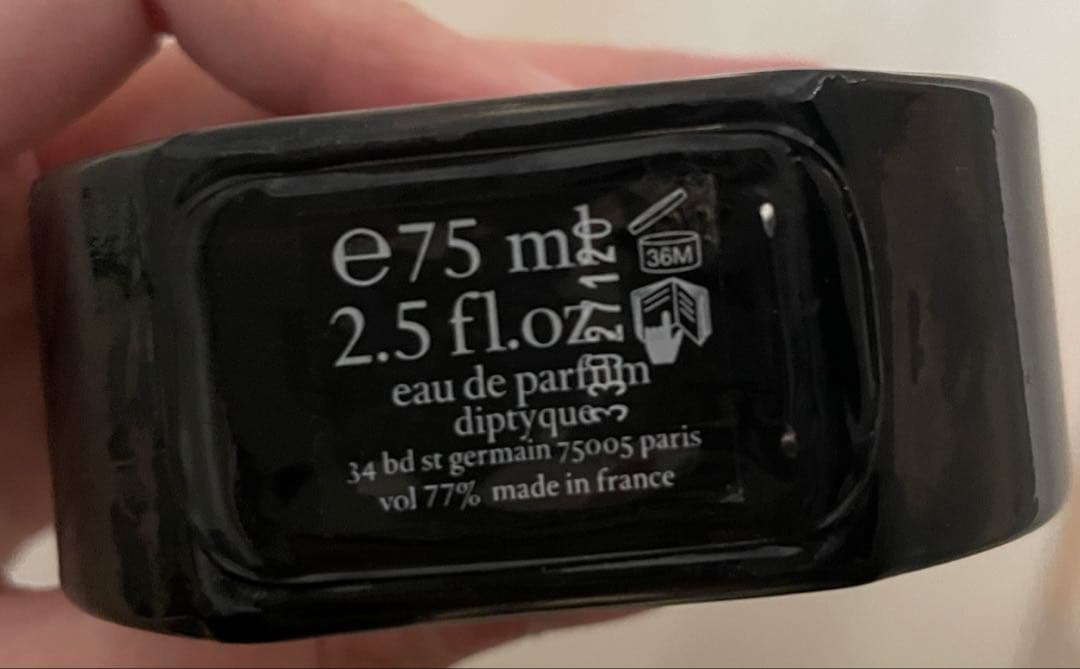 e75 ml
2.5 fl.oz
36M
eau de parfum
diptyque
34 bd st germain 75005 paris
vol 77% made in france